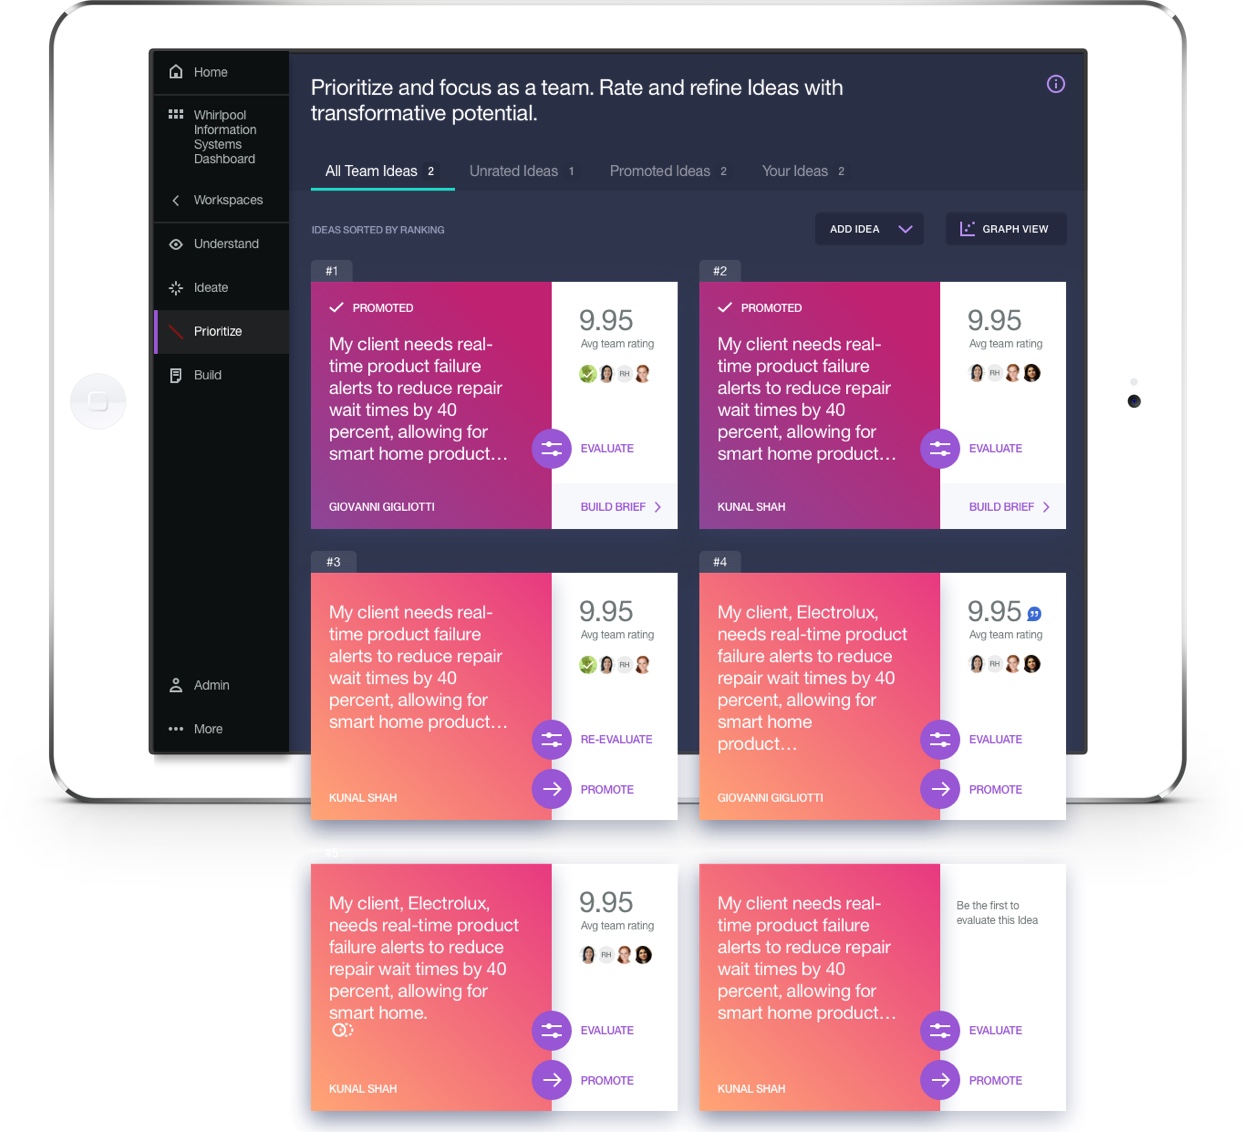 Home
Whirlpool
Information
Systems
Dashboard
Workspaces
Understand
Ideate
Prioritize
Build
Admin
More
Prioritize and focus as a team. Rate and refine Ideas with
transformative potential.
All Team Ideas 2
Unrated Ideas 1
Promoted Ideas 2
Your Ideas 2
IDEAS SORTED BY RANKING
ADD IDEA
GRAPH VIEW
#1
PROMOTED
My client needs real-
time product failure
alerts to reduce repair
wait times by 40
percent, allowing for
smart home product...
GIOVANNI GIGLIOTTI
9.95
Avg team rating
RH
EVALUATE
BUILD BRIEF
#2
PROMOTED
My client needs real-
time product failure
alerts to reduce repair
wait times by 40
percent, allowing for
smart home product...
KUNAL SHAH
9.95
Avg team rating
RH
EVALUATE
BUILD BRIEF
#3
My client needs real-
time product failure
alerts to reduce repair
wait times by 40
percent, allowing for
smart home product...
KUNAL SHAH
9.95
Avg team rating
RH
RE-EVALUATE
PROMOTE
#4
My client, Electrolux,
needs real-time product
failure alerts to reduce
repair wait times by 40
percent, allowing for
smart home
product...
GIOVANNI GIGLIOTTI
9.95
Avg team rating
RH
EVALUATE
PROMOTE
My client, Electrolux,
needs real-time product
failure alerts to reduce
repair wait times by 40
percent, allowing for
smart home.
KUNAL SHAH
9.95
Avg team rating
RH
EVALUATE
PROMOTE
My client needs real-
time product failure
alerts to reduce repair
wait times by 40
percent, allowing for
smart home product...
KUNAL SHAH
Be the first to
evaluate this Idea
EVALUATE
PROMOTE